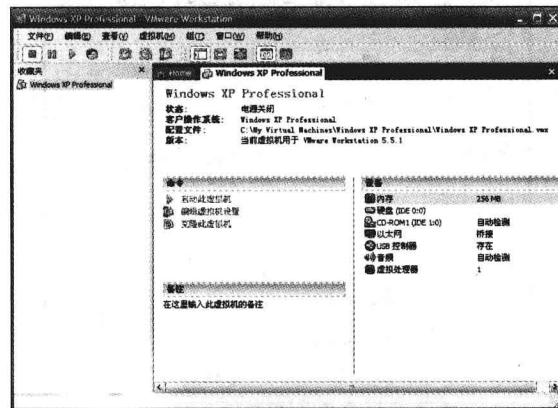 Windows XP Professional - VMware Workstation
文件(F) 编辑(E) 查看(V) 虚拟机(M) 组(T) 窗口(W) 帮助(H)
收藏夹
Windows XP Professional
Home Windows XP Professional
Windows XP Professional
状态： 电源关闭
客户操作系统： Windows XP Professional
配置文件： C:\My Virtual Machines\Windows XP Professional\Windows XP Professional.vmx
版本： 当前虚拟机用于 VMware Workstation 5.5.1
命令
启动此虚拟机
编辑虚拟机设置
克隆此虚拟机
设备
内存 256 MB
硬盘 (IDE 0:0)
CD-ROM1 (IDE 1:0) 自动检测
以太网 桥接
USB 控制器 存在
音频 自动检测
虚拟处理器 1
备注
在这里输入此虚拟机的备注